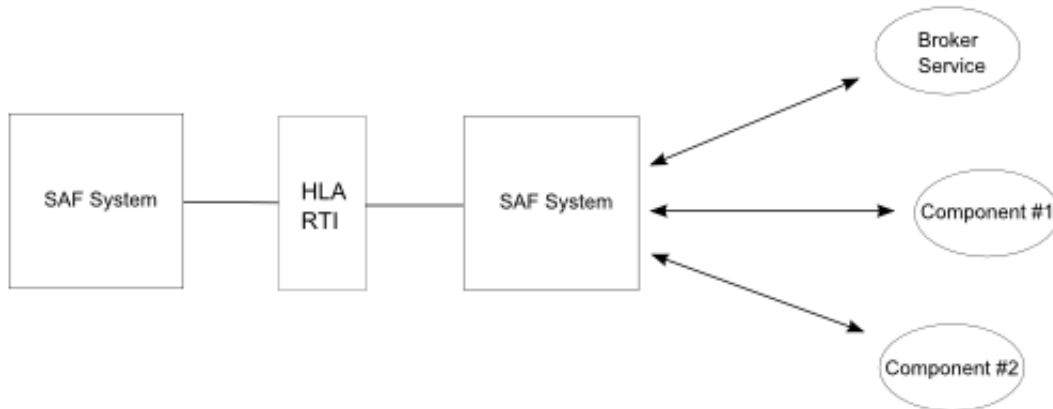 Broker
Service
SAF System
HLA
RTI
SAF System
Component #1
Component #2